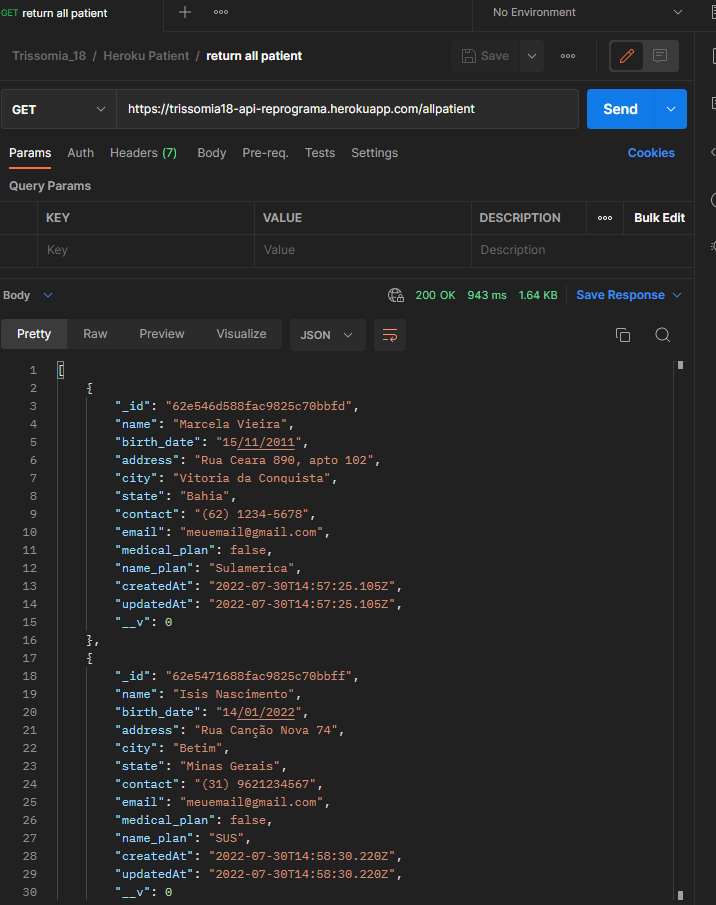 GET return all patient
No Environment
Trissomia_18 / Heroku Patient / return all patient
Save
GET https://trissomia18-api-reprograma.herokuapp.com/allpatient Send
Params Auth Headers (7) Body Pre-req. Tests Settings Cookies
Query Params
KEY VALUE DESCRIPTION Bulk Edit
Key Value Description
Body 200 OK 943 ms 1.64 KB Save Response
Pretty Raw Preview Visualize JSON
1 [
2 {
3 "_id": "62e546d588fac9825c70bbfd",
4 "name": "Marcela Vieira",
5 "birth_date": "15/11/2011",
6 "address": "Rua Ceara 890, apto 102",
7 "city": "Vitoria da Conquista",
8 "state": "Bahia",
9 "contact": "(62) 1234-5678",
10 "email": "meuemail@gmail.com",
11 "medical_plan": false,
12 "name_plan": "Sulamerica",
13 "createdAt": "2022-07-30T14:57:25.105Z",
14 "updatedAt": "2022-07-30T14:57:25.105Z",
15 "__v": 0
16 },
17 {
18 "_id": "62e5471688fac9825c70bbff",
19 "name": "Isis Nascimento",
20 "birth_date": "14/01/2022",
21 "address": "Rua Canção Nova 74",
22 "city": "Betim",
23 "state": "Minas Gerais",
24 "contact": "(31) 9621234567",
25 "email": "meuemail@gmail.com",
26 "medical_plan": false,
27 "name_plan": "SUS",
28 "createdAt": "2022-07-30T14:58:30.220Z",
29 "updatedAt": "2022-07-30T14:58:30.220Z",
30 "__v": 0